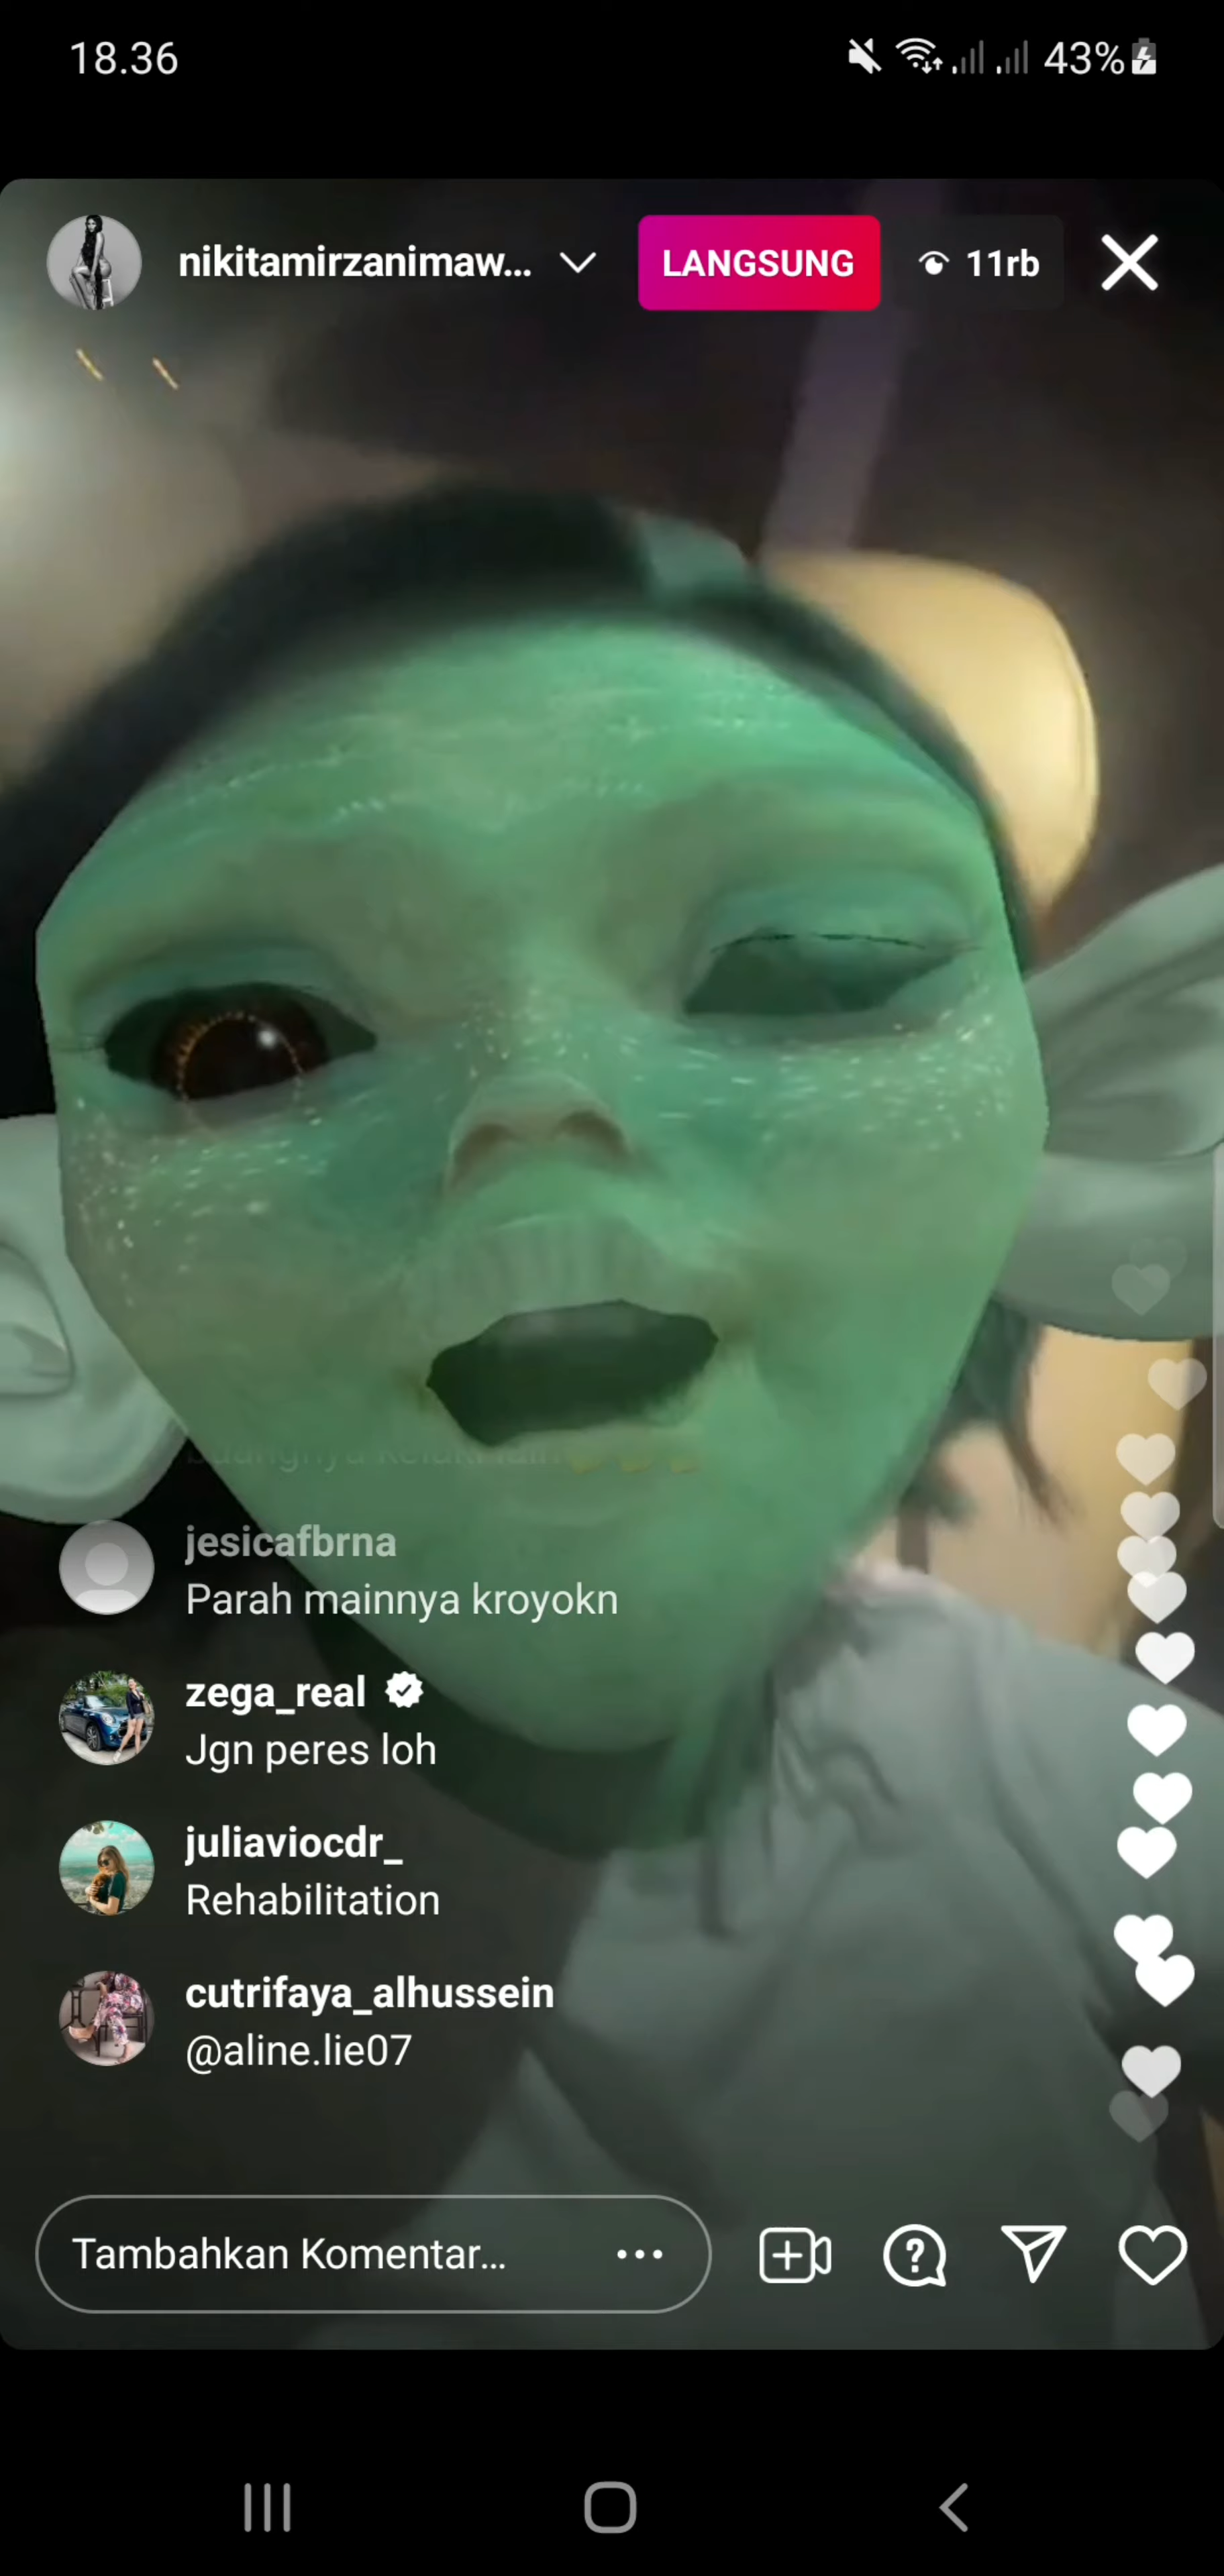 18.36
43%
nikitamirzanimaw...
LANGSUNG
11rb
jesicafbrna
Parah mainnya kroyokn
zega_real
Jgn peres loh
juliaviocdr_
Rehabilitation
cutrifaya_alhussein
@aline.lie07
Tambahkan Komentar...